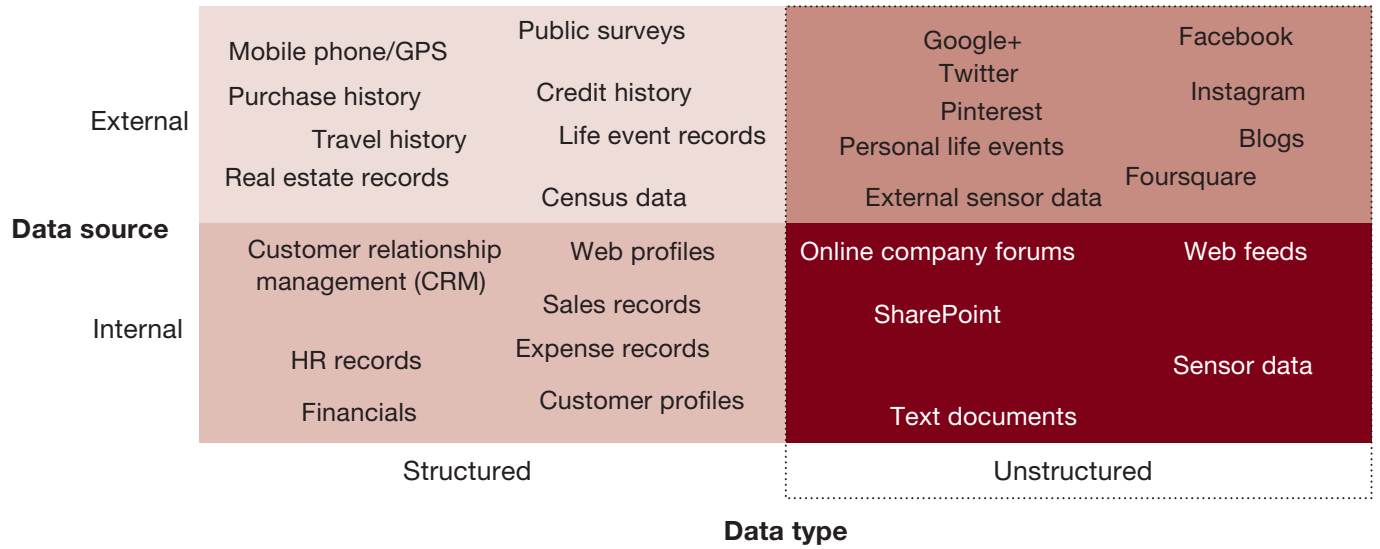 Mobile phone/GPS
Public surveys
Purchase history
Credit history
Travel history
Life event records
Real estate records
Census data
Google+
Facebook
Twitter
Instagram
Pinterest
Blogs
Personal life events
Foursquare
External sensor data
External
Data source
Internal
Customer relationship
management (CRM)
Web profiles
Sales records
HR records
Expense records
Financials
Customer profiles
Online company forums
Web feeds
SharePoint
Sensor data
Text documents
Structured
Unstructured
Data type